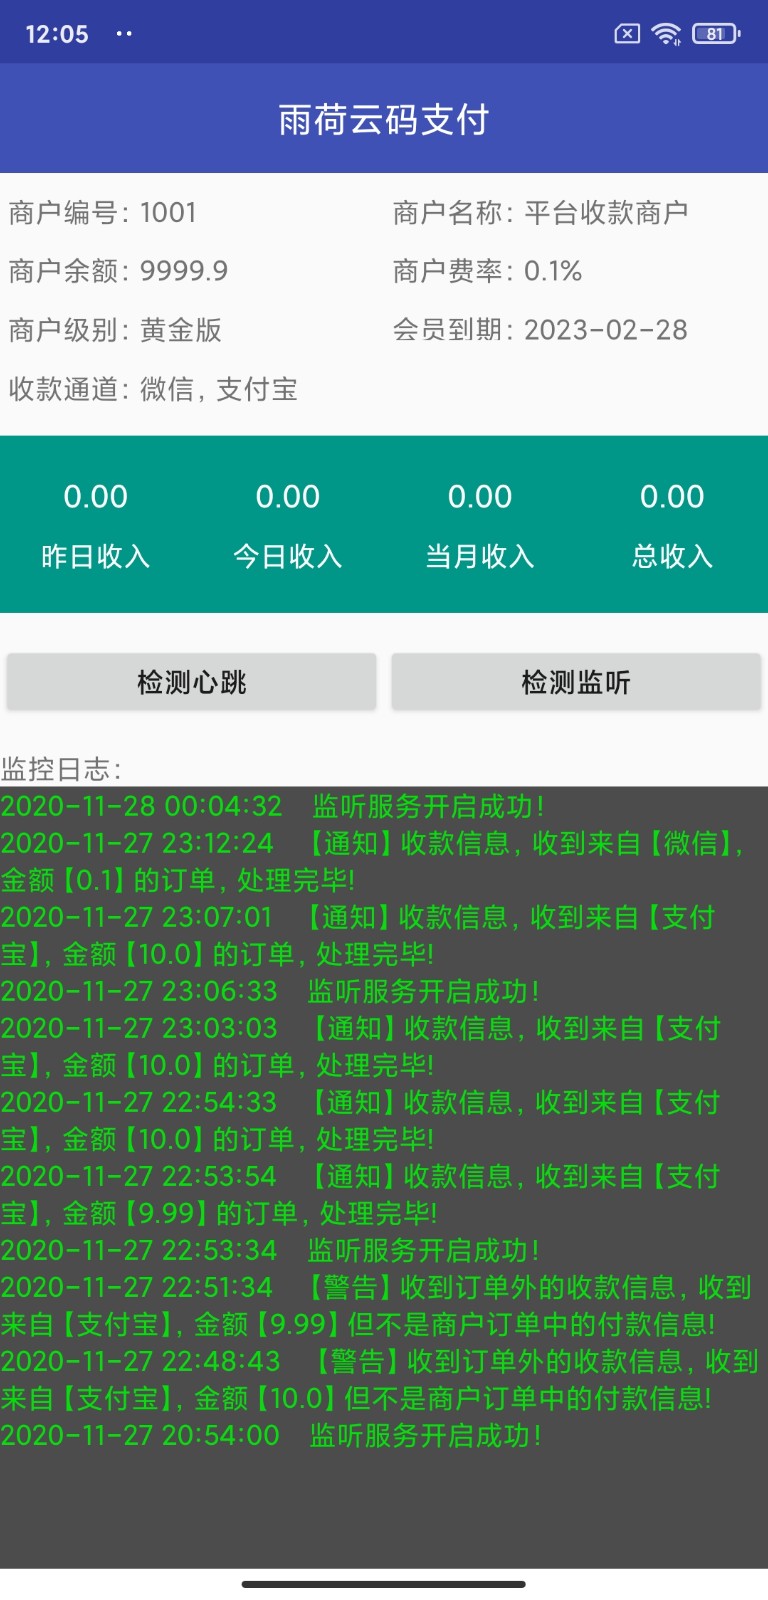 12:05
81
雨荷云码支付
商户编号: 1001
商户名称: 平台收款商户
商户余额: 9999.9
商户费率: 0.1%
商户级别: 黄金版
会员到期: 2023-02-28
收款通道: 微信, 支付宝
0.00 0.00 0.00 0.00
昨日收入 今日收入 当月收入 总收入
检测心跳 检测监听
监控日志:
2020-11-28 00:04:32 监听服务开启成功!
2020-11-27 23:12:24 【通知】收款信息, 收到来自【微信】,
金额【0.1】的订单, 处理完毕!
2020-11-27 23:07:01 【通知】收款信息, 收到来自【支付
宝】, 金额【10.0】的订单, 处理完毕!
2020-11-27 23:06:33 监听服务开启成功!
2020-11-27 23:03:03 【通知】收款信息, 收到来自【支付
宝】, 金额【10.0】的订单, 处理完毕!
2020-11-27 22:54:33 【通知】收款信息, 收到来自【支付
宝】, 金额【10.0】的订单, 处理完毕!
2020-11-27 22:53:54 【通知】收款信息, 收到来自【支付
宝】, 金额【9.99】的订单, 处理完毕!
2020-11-27 22:53:34 监听服务开启成功!
2020-11-27 22:51:34 【警告】收到订单外的收款信息, 收到
来自【支付宝】, 金额【9.99】但不是商户订单中的付款信息!
2020-11-27 22:48:43 【警告】收到订单外的收款信息, 收到
来自【支付宝】, 金额【10.0】但不是商户订单中的付款信息!
2020-11-27 20:54:00 监听服务开启成功!